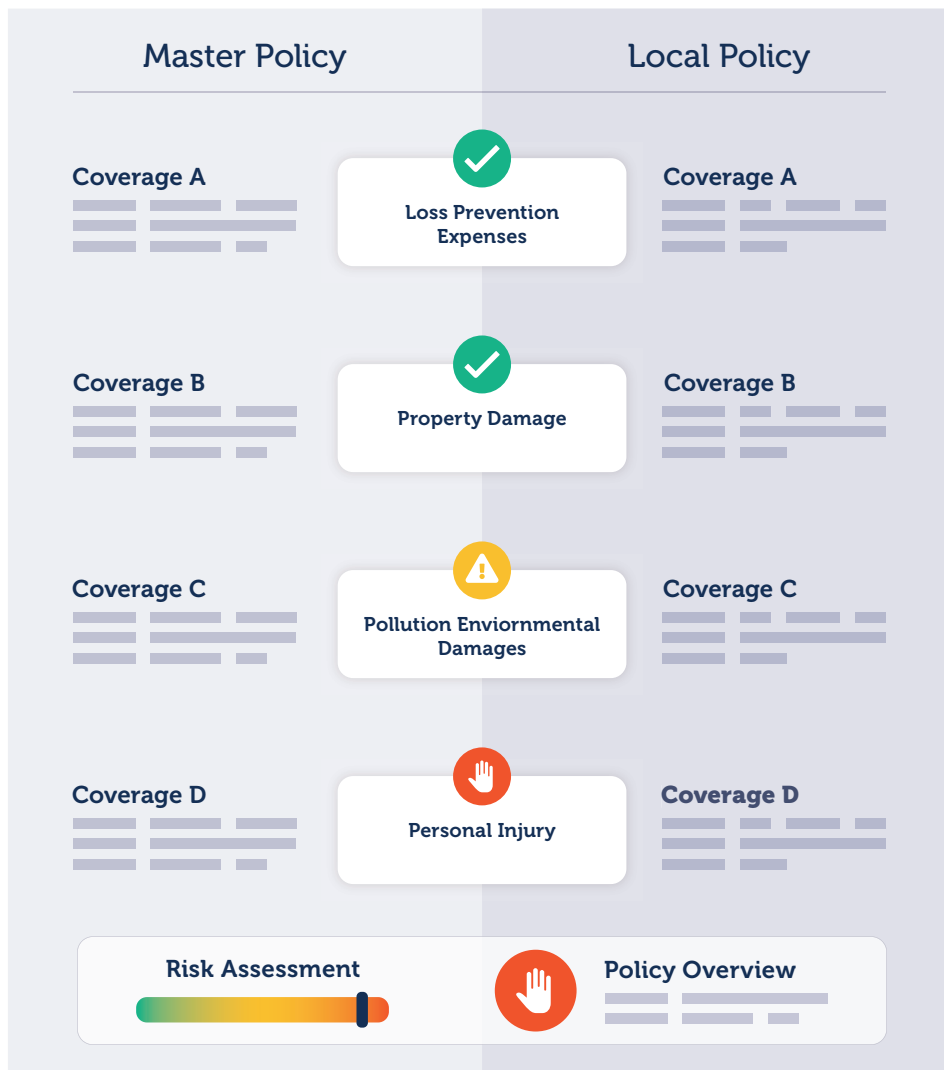 Master Policy
Local Policy
Coverage A
Loss Prevention
Expenses
Coverage A
Coverage B
Property Damage
Coverage B
Coverage C
Pollution Enviornmental
Damages
Coverage C
Coverage D
Personal Injury
Coverage D
Risk Assessment
Policy Overview